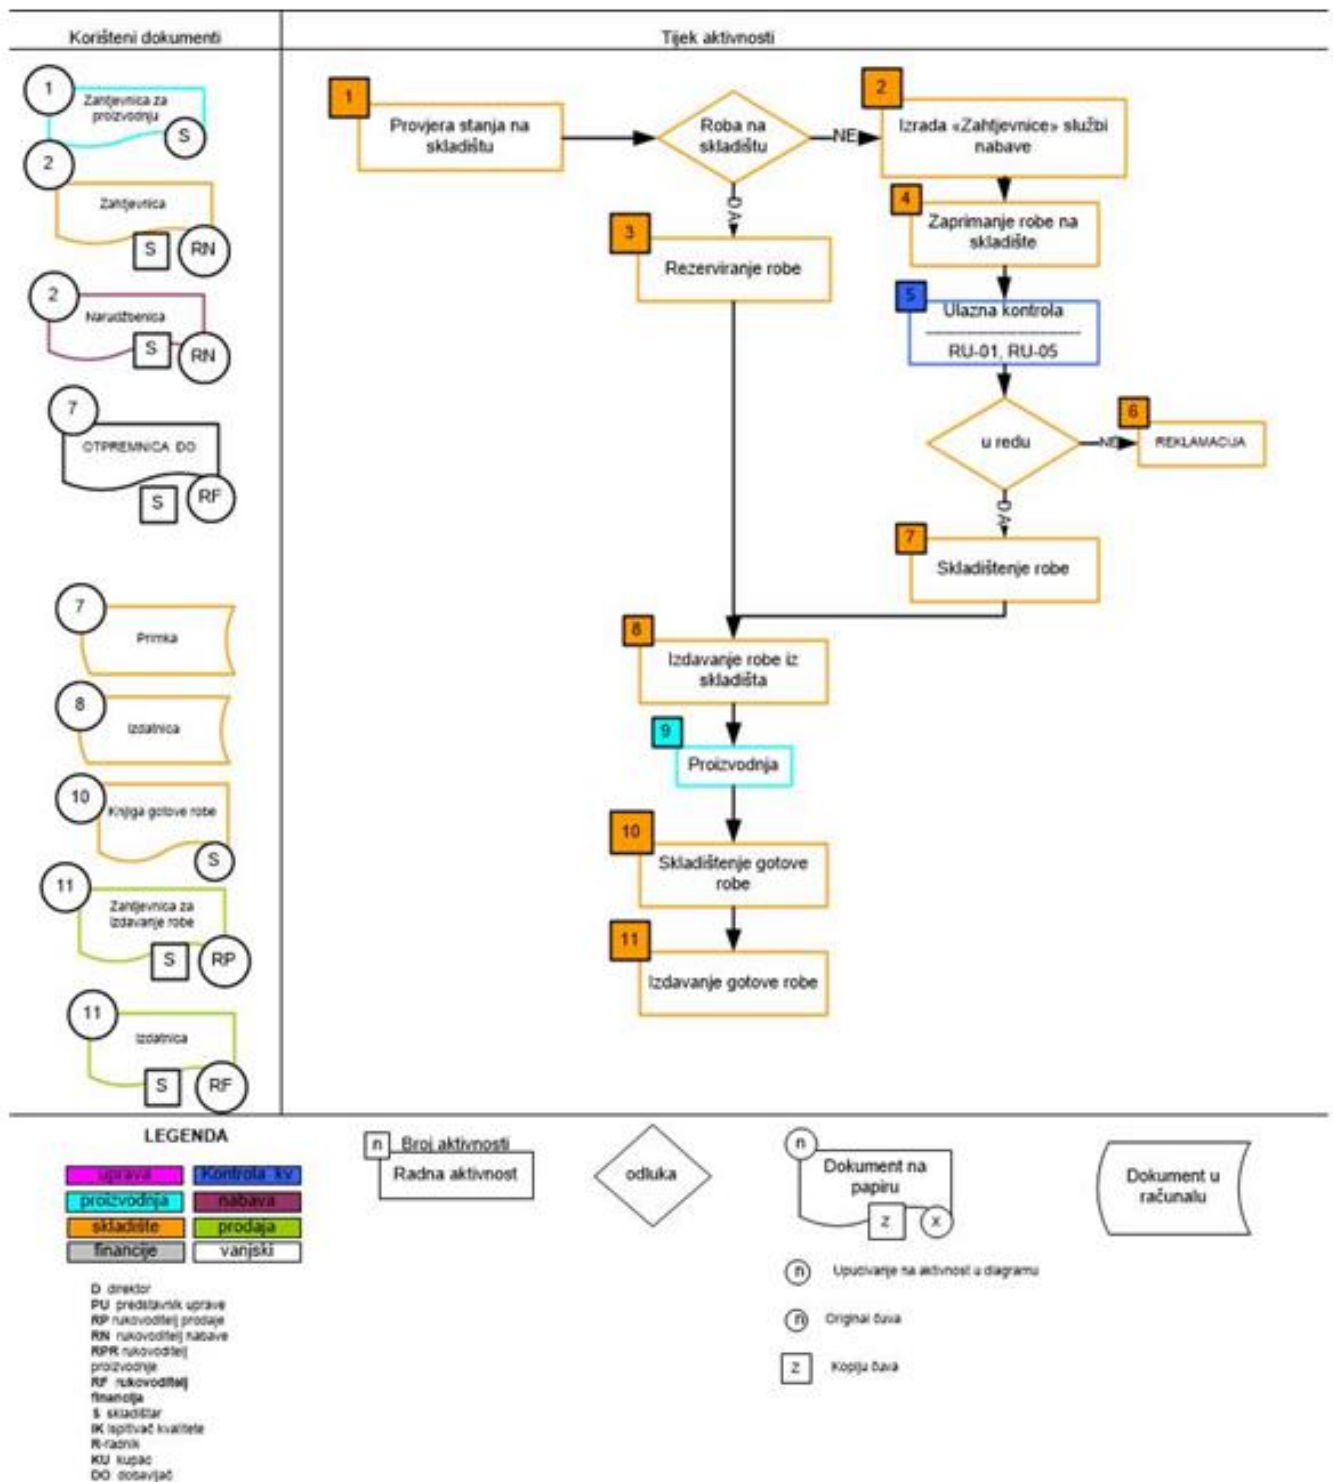 Korišteni dokumenti
Tijek aktivnosti
1
Zahtjevnica za
proizvodnju
S
2
Zahtjevnica
S
RN
2
Narudžbenica
S
RN
7
OTPREMNICA DO
S
RF
7
Primka
8
Izdatnica
10
Knjiga gotove robe
S
11
Zahtjevnica za
izdavanje robe
S
RP
11
Izdatnica
S
RF
1
Provjera stanja na
skladištu
Roba na
skladištu
NE
2
Izrada «Zahtjevnice» službi
nabave
DA
3
Rezerviranje robe
4
Zaprimanje robe na
skladište
5
Ulazna kontrola
RU-01, RU-05
u redu
NE
6
REKLAMACIJA
DA
7
Skladištenje robe
8
Izdavanje robe iz
skladišta
9
Proizvodnja
10
Skladištenje gotove
robe
11
Izdavanje gotove robe
LEGENDA
uprava
Kontrola kv
proizvodnja
nabava
skladište
prodaja
financije
vanjski
D direktor
PU predstavnik uprave
RP rukovoditelj prodaje
RN rukovoditelj nabave
RPR rukovoditelj
proizvodnje
RF rukovoditelj
financija
S skladištar
IK ispitivač kvalitete
R-radnik
KU kupac
DO dobavljač
n
Broj aktivnosti
Radna aktivnost
odluka
n
Dokument na
papiru
z
x
n
Upućivanje na aktivnost u diagramu
n
Original čuva
z
Kopiju čuva
Dokument u
računalu